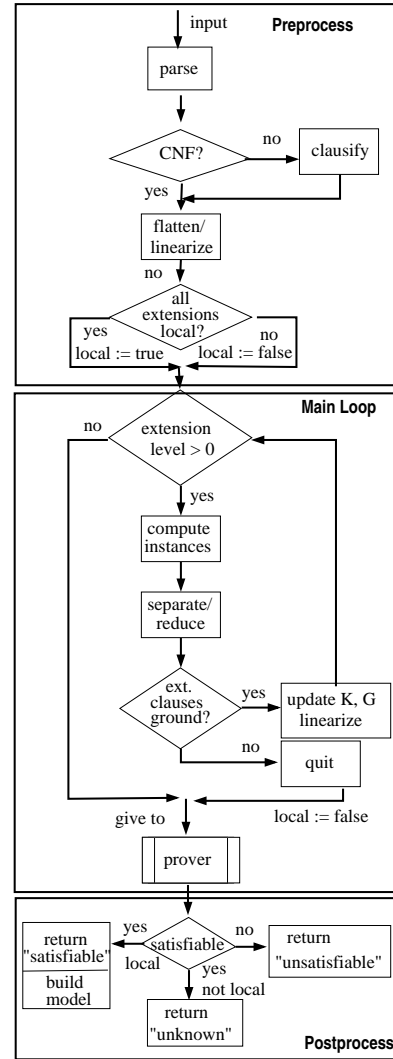 Preprocess
input
parse
CNF?
no
clausify
yes
flatten/
linearize
no
all
extensions
local?
yes
local := true
no
local := false
Main Loop
no
extension
level > 0
yes
compute
instances
separate/
reduce
ext.
clauses
ground?
yes
update K, G
linearize
no
quit
give to
local := false
prover
return
"satisfiable"
build
model
yes
local
satisfiable
no
return
"unsatisfiable"
yes
not local
return
"unknown"
Postprocess